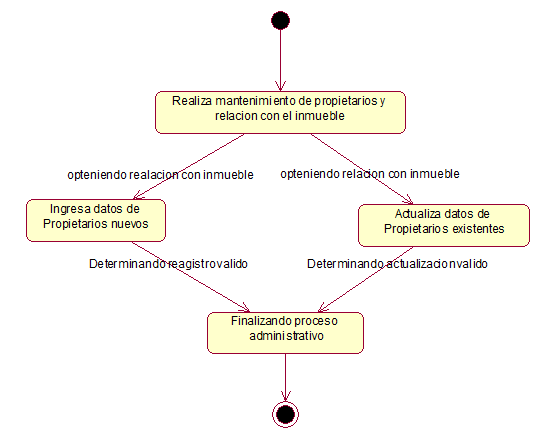 Realiza mantenimiento de propietarios y
relacion con el inmueble
opteniendo realacion con inmueble
opteniendo relacion con inmueble
Ingresa datos de
Propietarios nuevos
Actualiza datos de
Propietarios existentes
Determinando reagistro valido
Determinando actualizacion valido
Finalizando proceso
administrativo